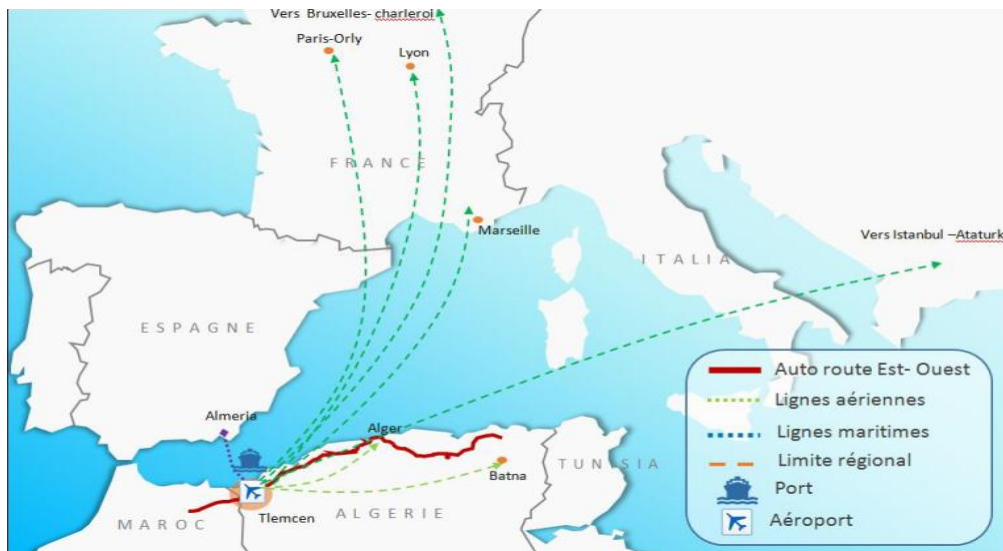 Vers Bruxelles- charleroi
Paris-Orly
Lyon
FRANCE
Marseille
Vers Istanbul –Ataturk
ITALIA
ESPAGNE
Almeria
Alger
Batna
TUNISIA
Tlemcen
ALGERIE
MAROC
Auto route Est- Ouest
Lignes aériennes
Lignes maritimes
Limite régional
Port
Aéroport